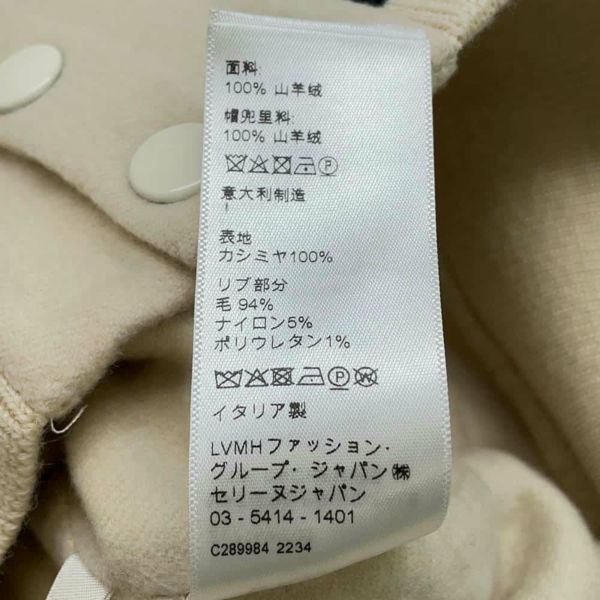 面料
100% 山羊绒
帽兜里料
100% 山羊绒
意大利制造
表地
カシミヤ100%
リブ部分
毛 94%
ナイロン5%
ポリウレタン1%
イタリア製
LVMHファッション・
グループ・ジャパン㈱
セリーヌジャパン
03 - 5414 - 1401
C289984 2234